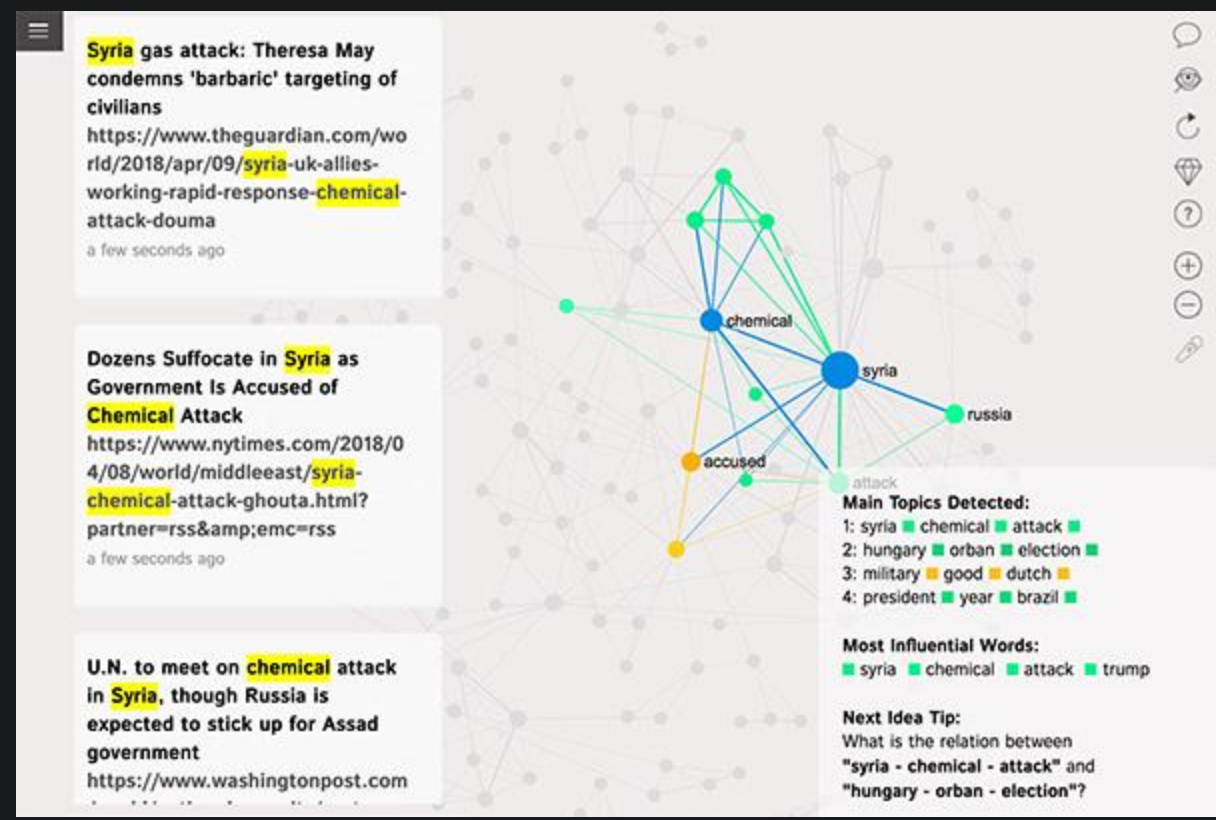 Syria gas attack: Theresa May
condemns 'barbaric' targeting of
civilians
https://www.theguardian.com/wo
rld/2018/apr/09/syria-uk-allies-
working-rapid-response-chemical-
attack-douma
a few seconds ago
Dozens Suffocate in Syria as
Government Is Accused of
Chemical Attack
https://www.nytimes.com/2018/0
4/08/world/middleeast/syria-
chemical-attack-ghouta.html?
partner=rss&amp;emc=rss
a few seconds ago
U.N. to meet on chemical attack
in Syria, though Russia is
expected to stick up for Assad
government
https://www.washingtonpost.com
chemical
syria
russia
accused
attack
?
Main Topics Detected:
1: syria chemical attack
2: hungary orban election
3: military good dutch
4: president year brazil
Most Influential Words:
syria chemical attack trump
Next Idea Tip:
What is the relation between
"syria - chemical - attack" and
"hungary - orban - election"?